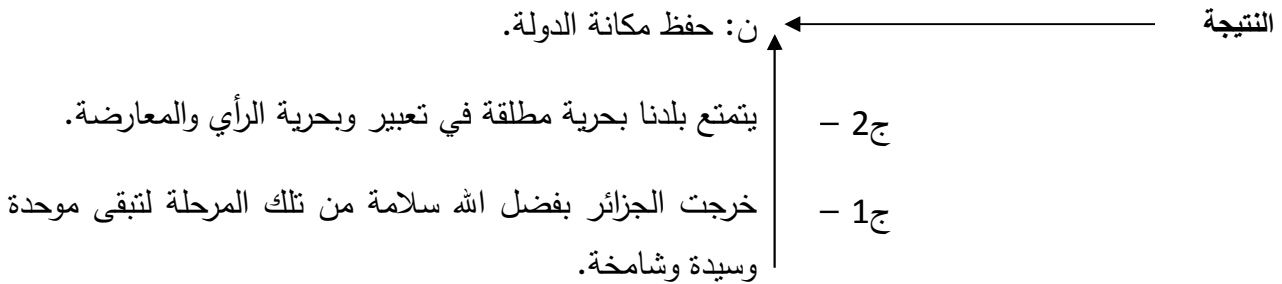 النتيجة ن: حفظ مكانة الدولة.
ج2 – يتمتع بلدنا بحرية مطلقة في تعبير وبحرية الرأي والمعارضة.
ج1 – خرجت الجزائر بفضل الله سلامة من تلك المرحلة لتبقى موحدة
وسيدة وشامخة.